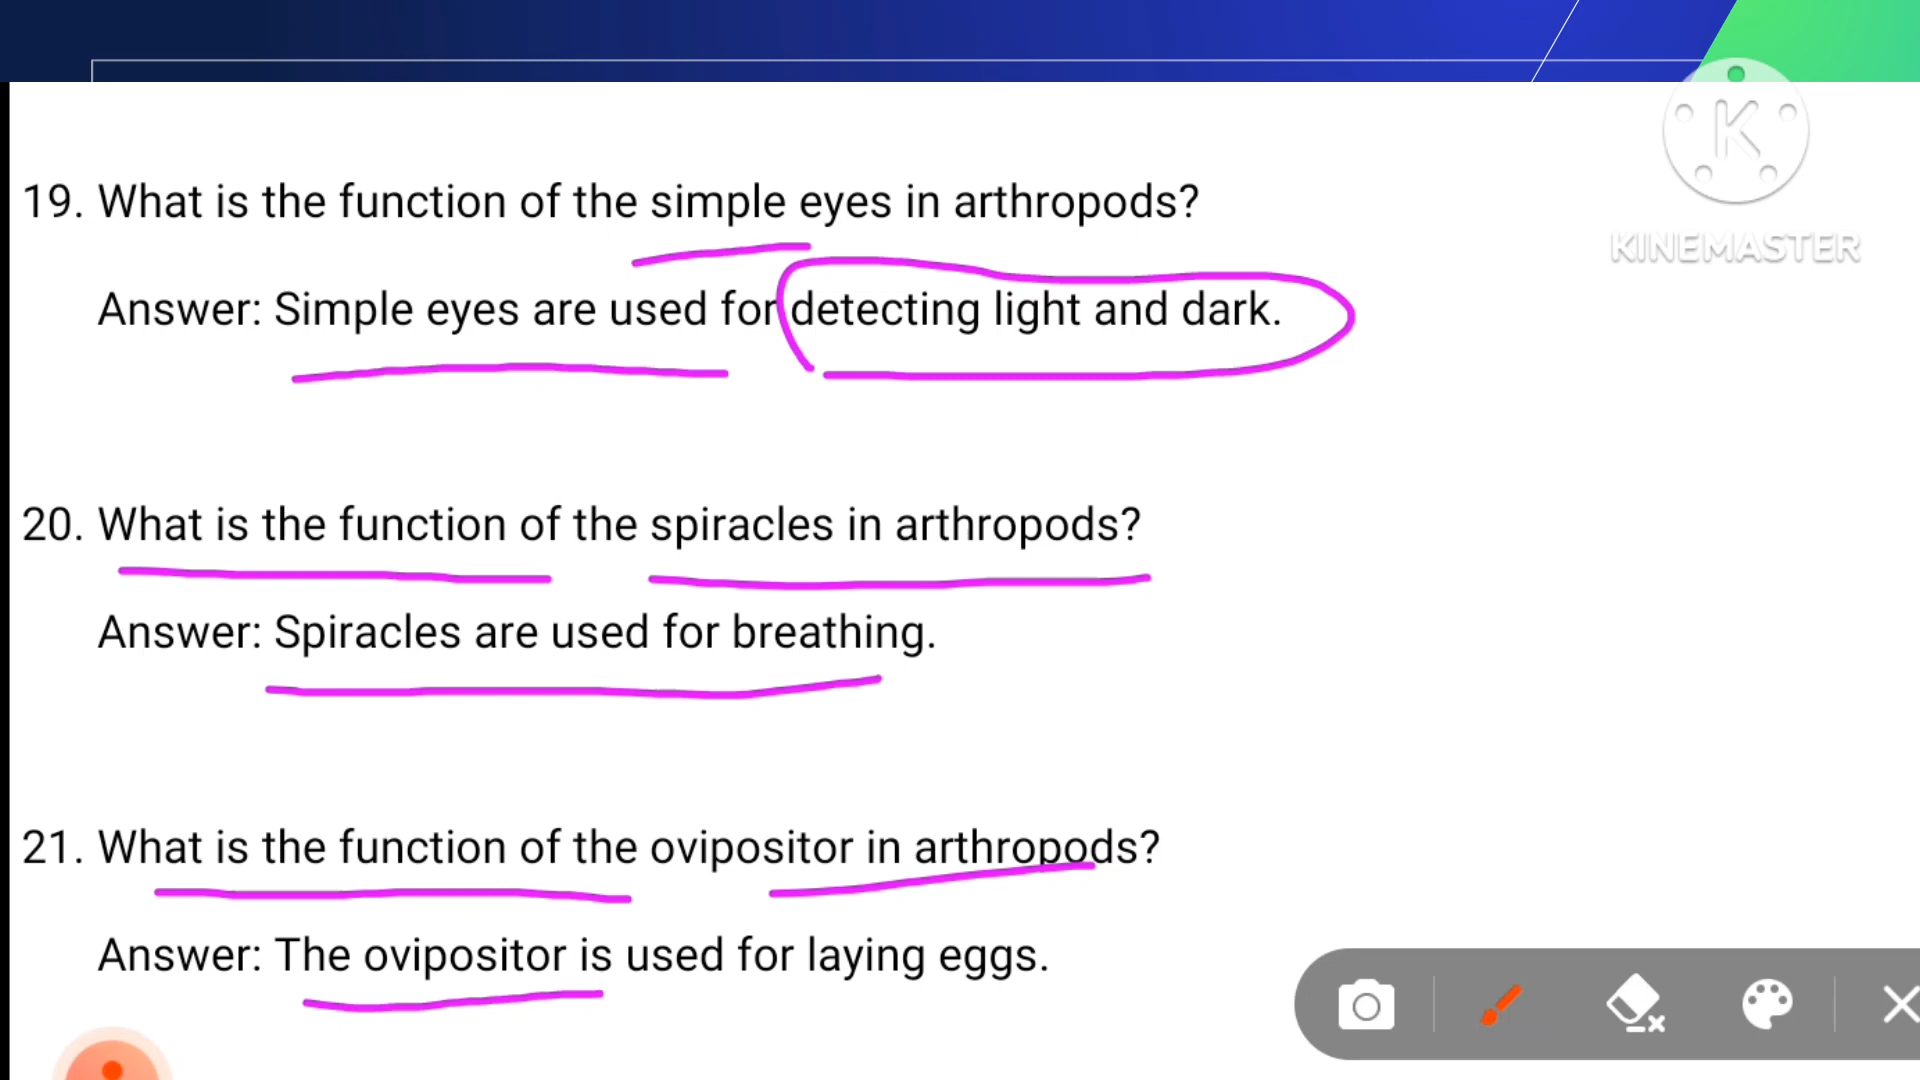 KINEMASTER
19. What is the function of the simple eyes in arthropods?
Answer: Simple eyes are used for detecting light and dark.
20. What is the function of the spiracles in arthropods?
Answer: Spiracles are used for breathing.
21. What is the function of the ovipositor in arthropods?
Answer: The ovipositor is used for laying eggs.